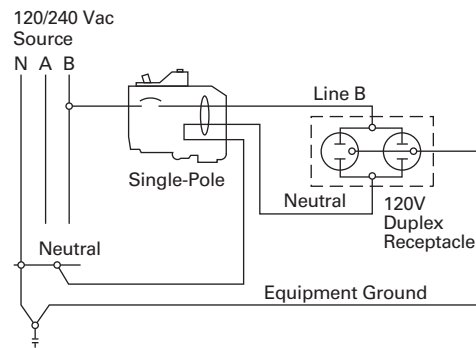 120/240 Vac
Source
N A B
Line B
Single-Pole
Neutral
120V
Duplex
Receptacle
Neutral
Equipment Ground